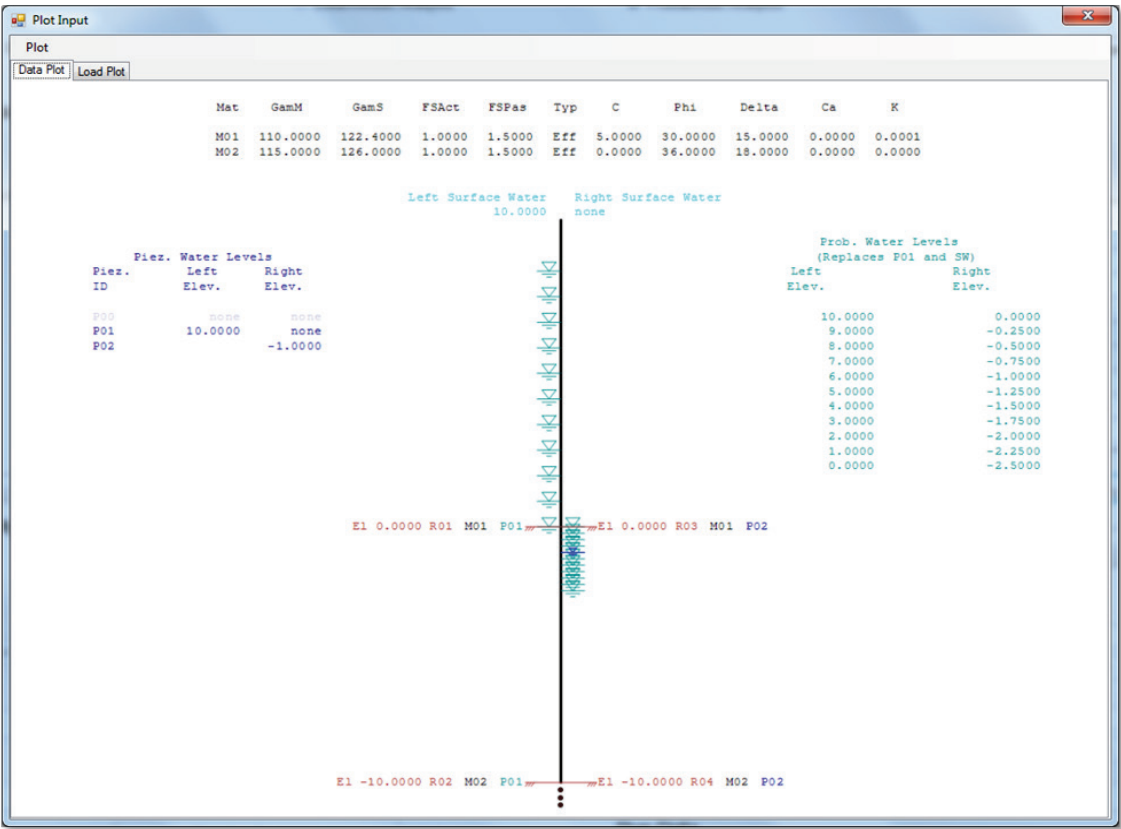 Plot Input
Plot
Data Plot Load Plot
Mat GamM GamS FSAct FSPas Typ C Phi Delta Ca K
M01 110.0000 122.4000 1.0000 1.5000 Eff 5.0000 30.0000 15.0000 0.0000 0.0001
M02 115.0000 126.0000 1.0000 1.5000 Eff 0.0000 36.0000 18.0000 0.0000 0.0000
Left Surface Water Right Surface Water
10.0000 none
Piez. Water Levels
Piez. Left Right
ID Elev. Elev.
P00 none none
P01 10.0000 none
P02 -1.0000
Prob. Water Levels
(Replaces P01 and SW)
Left Right
Elev. Elev.
10.0000 0.0000
9.0000 -0.2500
8.0000 -0.5000
7.0000 -0.7500
6.0000 -1.0000
5.0000 -1.2500
4.0000 -1.5000
3.0000 -1.7500
2.0000 -2.0000
1.0000 -2.2500
0.0000 -2.5000
El 0.0000 R01 M01 P01 El 0.0000 R03 M01 P02
El -10.0000 R02 M02 P01 El -10.0000 R04 M02 P02